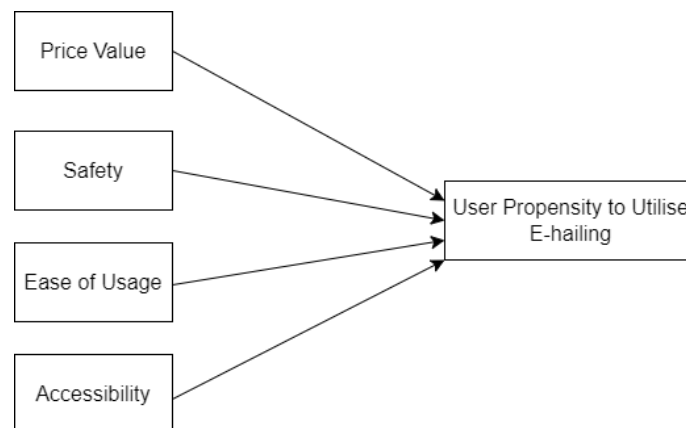 Price Value
Safety
User Propensity to Utilise
E-hailing
Ease of Usage
Accessibility